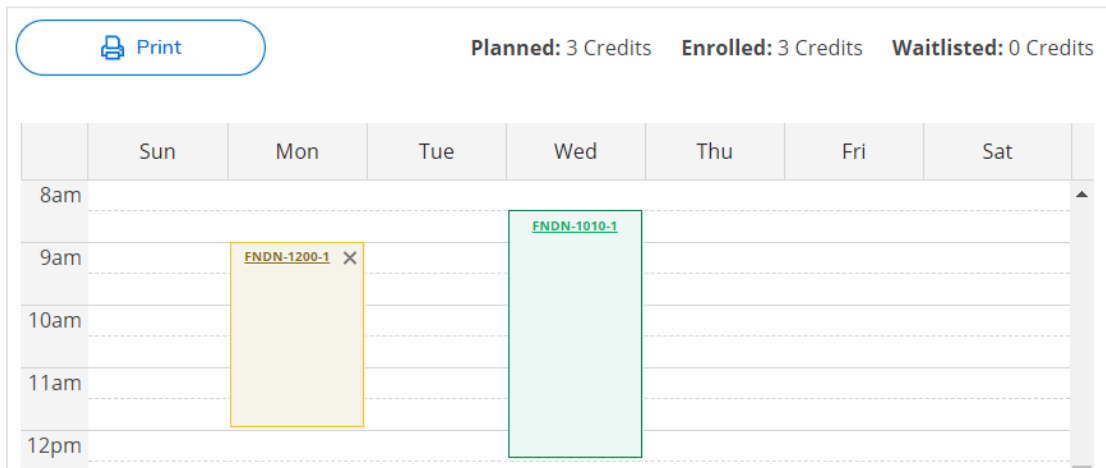 Print Planned: 3 Credits Enrolled: 3 Credits Waitlisted: 0 Credits
Sun Mon Tue Wed Thu Fri Sat
8am
FNDN-1010-1
9am FNDN-1200-1
10am
11am
12pm